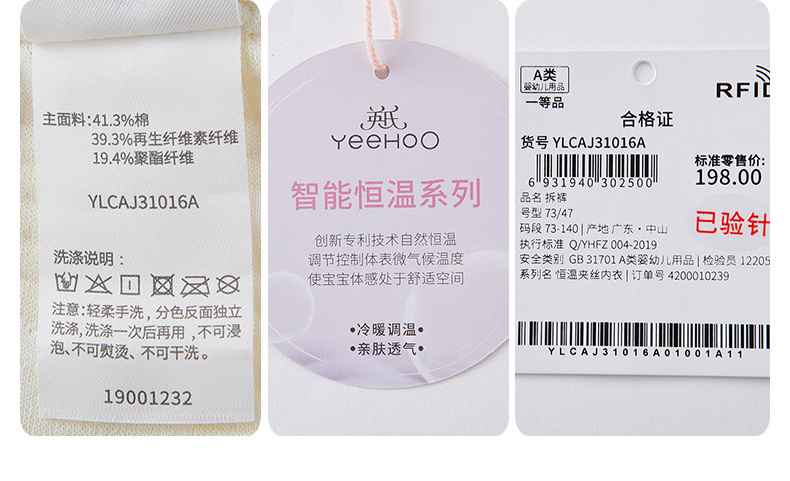 主面料:41.3%棉
39.3%再生纤维素纤维
19.4%聚酯纤维
YLCAJ31016A
洗涤说明:
注意:轻柔手洗,分色反面独立
洗涤,洗涤一次后再用,不可浸
泡、不可熨烫、不可干洗。
19001232
英氏
YeeHoO
智能恒温系列
创新专利技术自然恒温
调节控制体表微气候温度
使宝宝体感处于舒适空间
•冷暖调温•
•亲肤透气•
A类
婴幼儿用品
一等品
RFID
合格证
货号 YLCAJ31016A
标准零售价:
198.00
6 931940 302500
已验针
品名 拆裤
号型 73/47
码段 73-140 | 产地 广东·中山
执行标准 Q/YHFZ 004-2019
安全类别 GB 31701 A类婴幼儿用品 | 检验员 12205
系列名 恒温夹丝内衣 | 订单号 4200010239
YLCAJ31016A01001A11